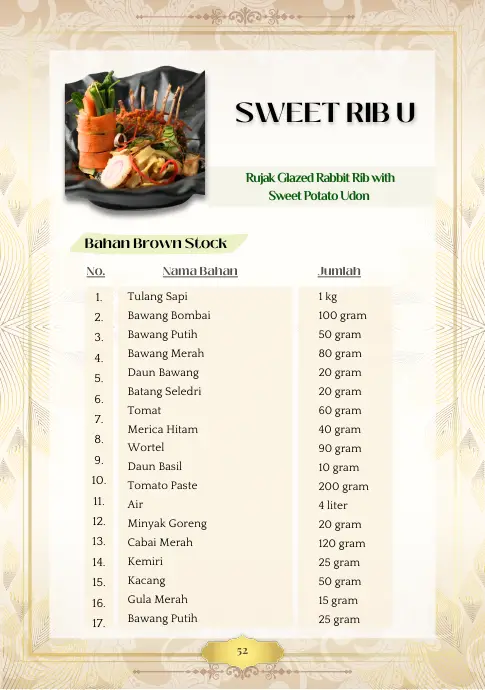 SWEET RIB U
Rujak Glazed Rabbit Rib with
Sweet Potato Udon
Bahan Brown Stock
No. Nama Bahan Jumlah
1. Tulang Sapi 1 kg
2. Bawang Bombai 100 gram
3. Bawang Putih 50 gram
4. Bawang Merah 80 gram
5. Daun Bawang 20 gram
6. Batang Seledri 20 gram
7. Tomat 60 gram
8. Merica Hitam 40 gram
9. Wortel 90 gram
10. Daun Basil 10 gram
11. Tomato Paste 200 gram
12. Air 4 liter
13. Minyak Goreng 20 gram
14. Cabai Merah 120 gram
15. Kemiri 25 gram
16. Kacang 50 gram
17. Gula Merah 15 gram
Bawang Putih 25 gram
52